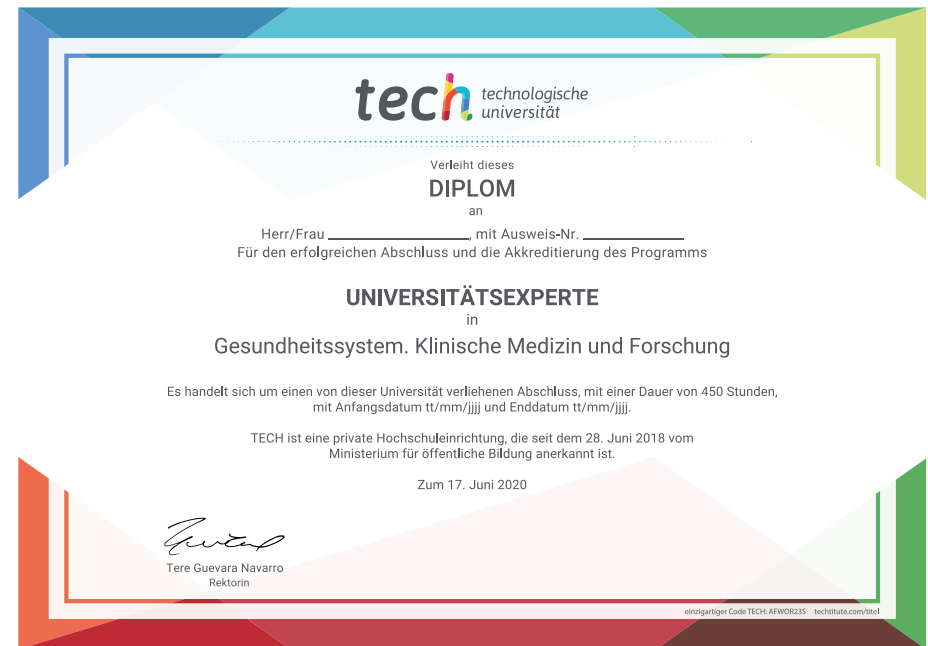 tech technologische
universität
Verleiht dieses
DIPLOM
an
Herr/Frau ____________________, mit Ausweis-Nr. ______________
Für den erfolgreichen Abschluss und die Akkreditierung des Programms
UNIVERSITÄTSEXPERTE
in
Gesundheitssystem. Klinische Medizin und Forschung
Es handelt sich um einen von dieser Universität verliehenen Abschluss, mit einer Dauer von 450 Stunden,
mit Anfangsdatum tt/mm/jjjj und Enddatum tt/mm/jjjj.
TECH ist eine private Hochschuleinrichtung, die seit dem 28. Juni 2018 vom
Ministerium für öffentliche Bildung anerkannt ist.
Zum 17. Juni 2020
Tere Guevara Navarro
Rektorin
einzigartiger Code TECH: AFWOR23S techtitute.com/titel